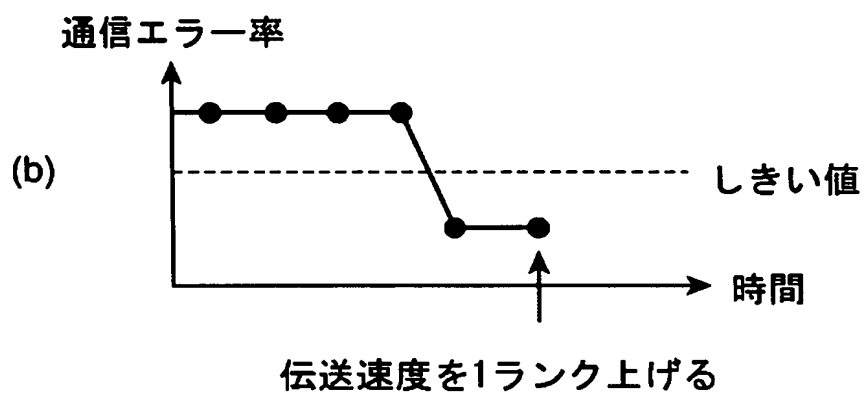 通信エラー率
(b)
しきい値
時間
伝送速度を1ランク上げる